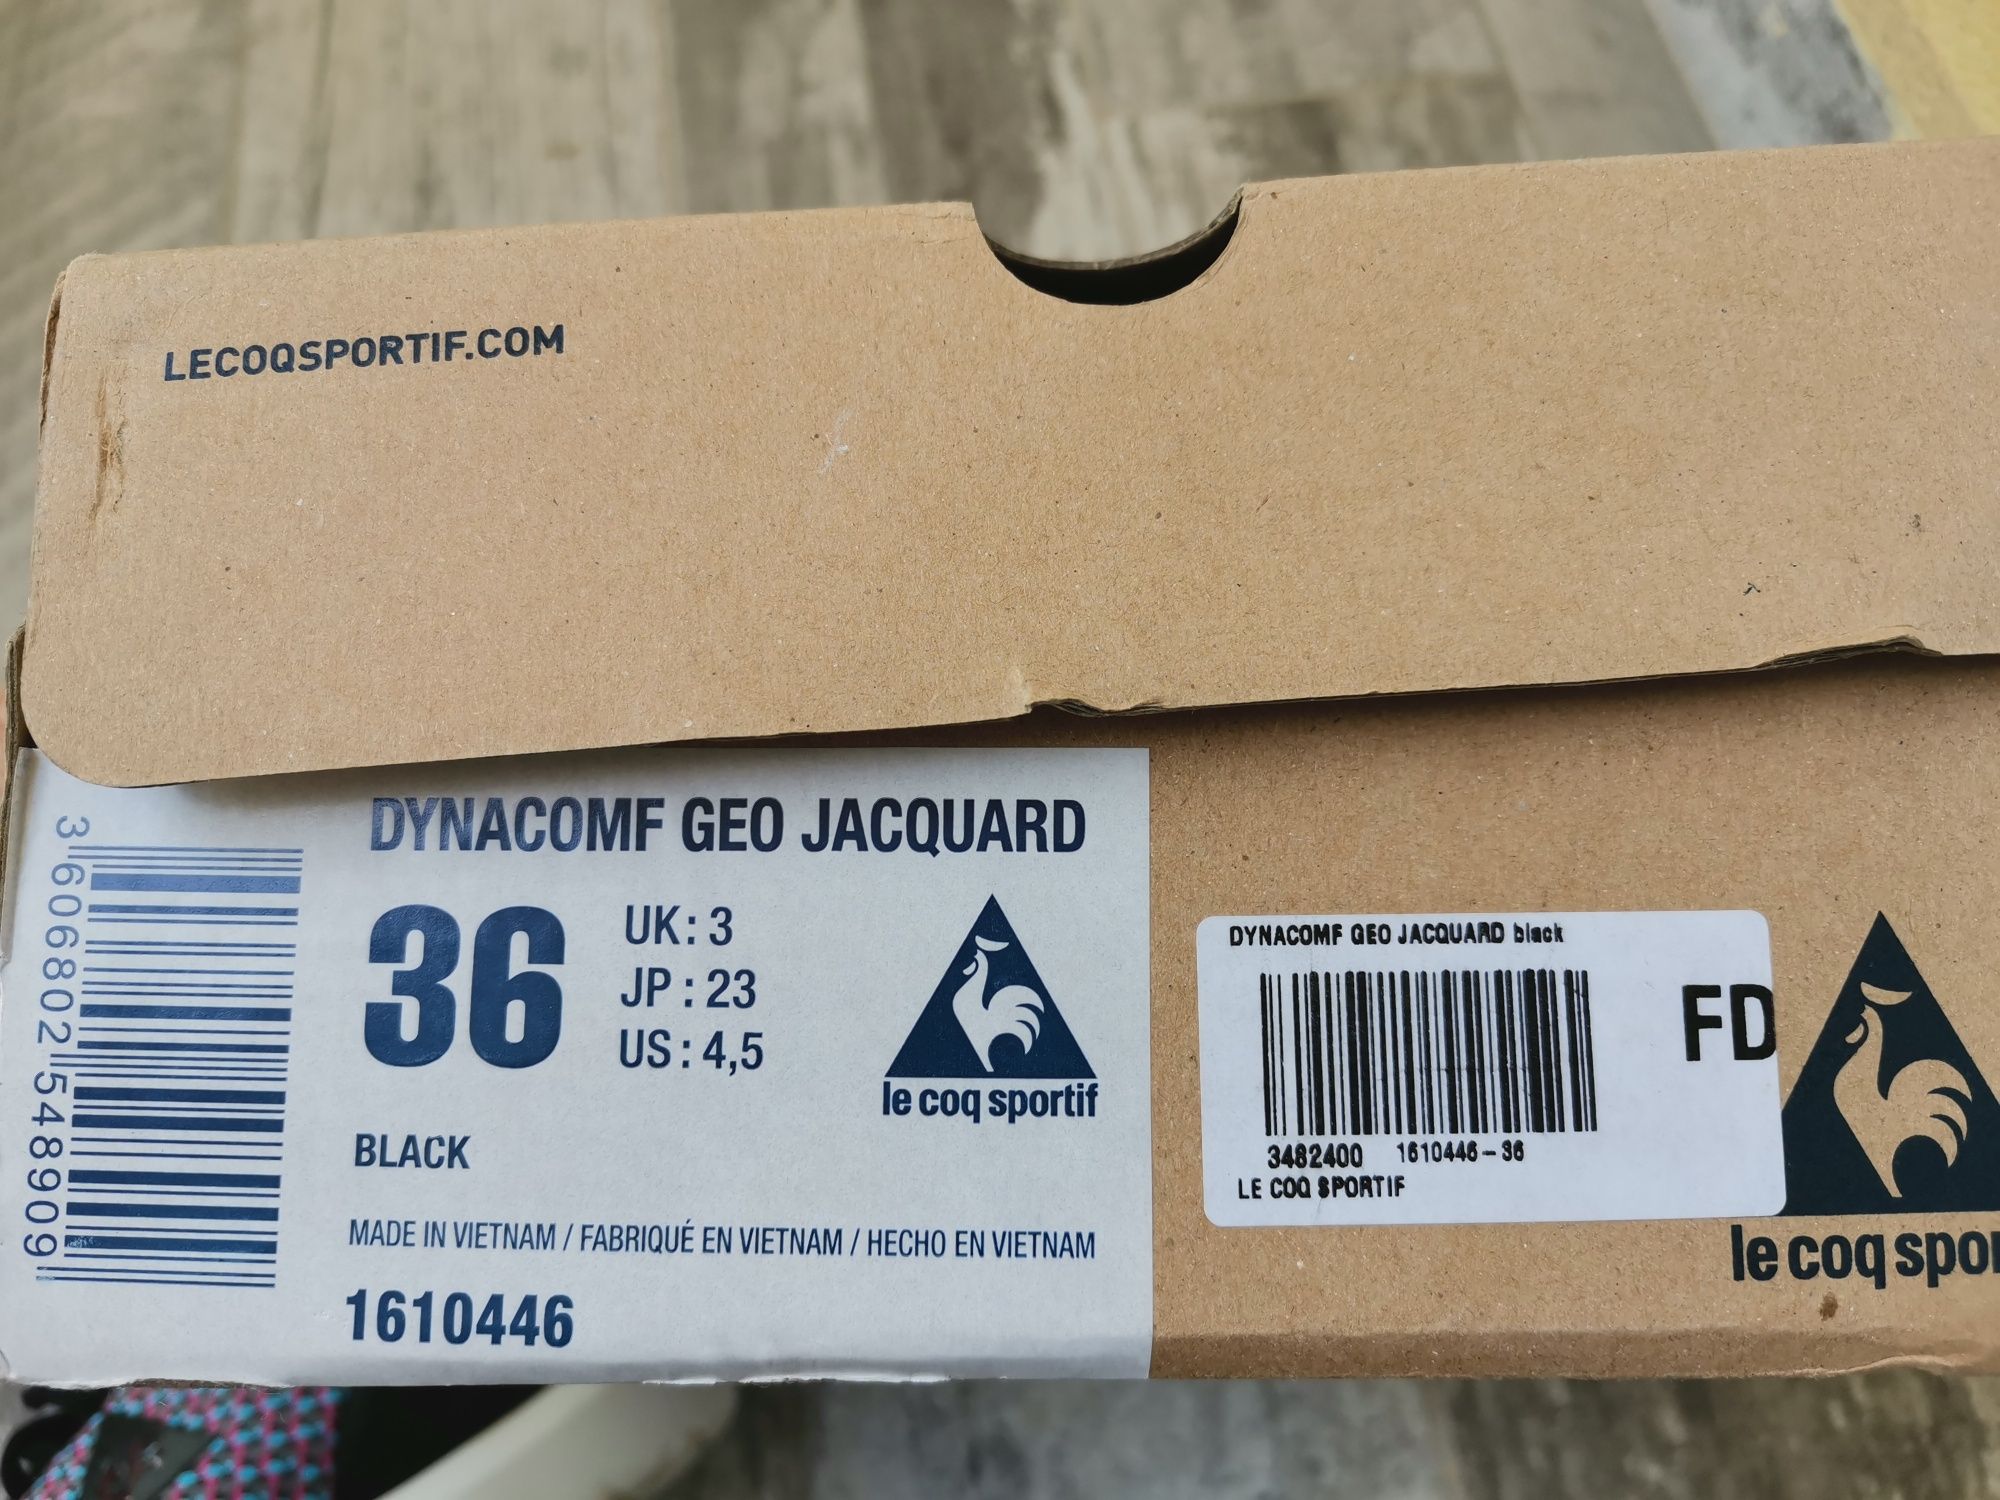 LECOQSPORTIF.COM
DYNACOMF GEO JACQUARD
36
UK: 3
JP : 23
US : 4,5
le coq sportif
BLACK
MADE IN VIETNAM / FABRIQUÉ EN VIETNAM / HECHO EN VIETNAM
1610446
3 606802 548909
DYNACOMF GEO JACQUARD black
FD
3482400 1610446-36
LE COQ SPORTIF
le coq spor